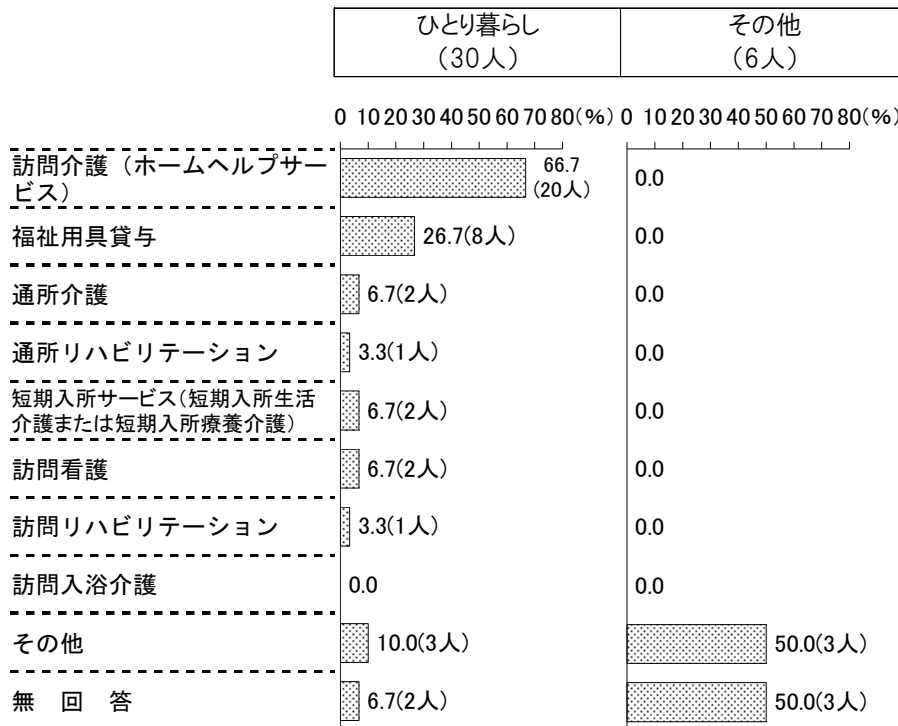 ひとり暮らし その他
(30人) (6人)
0 10 20 30 40 50 60 70 80(%) 0 10 20 30 40 50 60 70 80(%)
訪問介護（ホームヘルプサー
ビス）
66.7
(20人)
0.0
福祉用具貸与 26.7(8人) 0.0
通所介護 6.7(2人) 0.0
通所リハビリテーション 3.3(1人) 0.0
短期入所サービス(短期入所生活
介護または短期入所療養介護)
6.7(2人) 0.0
訪問看護 6.7(2人) 0.0
訪問リハビリテーション 3.3(1人) 0.0
訪問入浴介護 0.0 0.0
その他 10.0(3人) 50.0(3人)
無　回　答 6.7(2人) 50.0(3人)